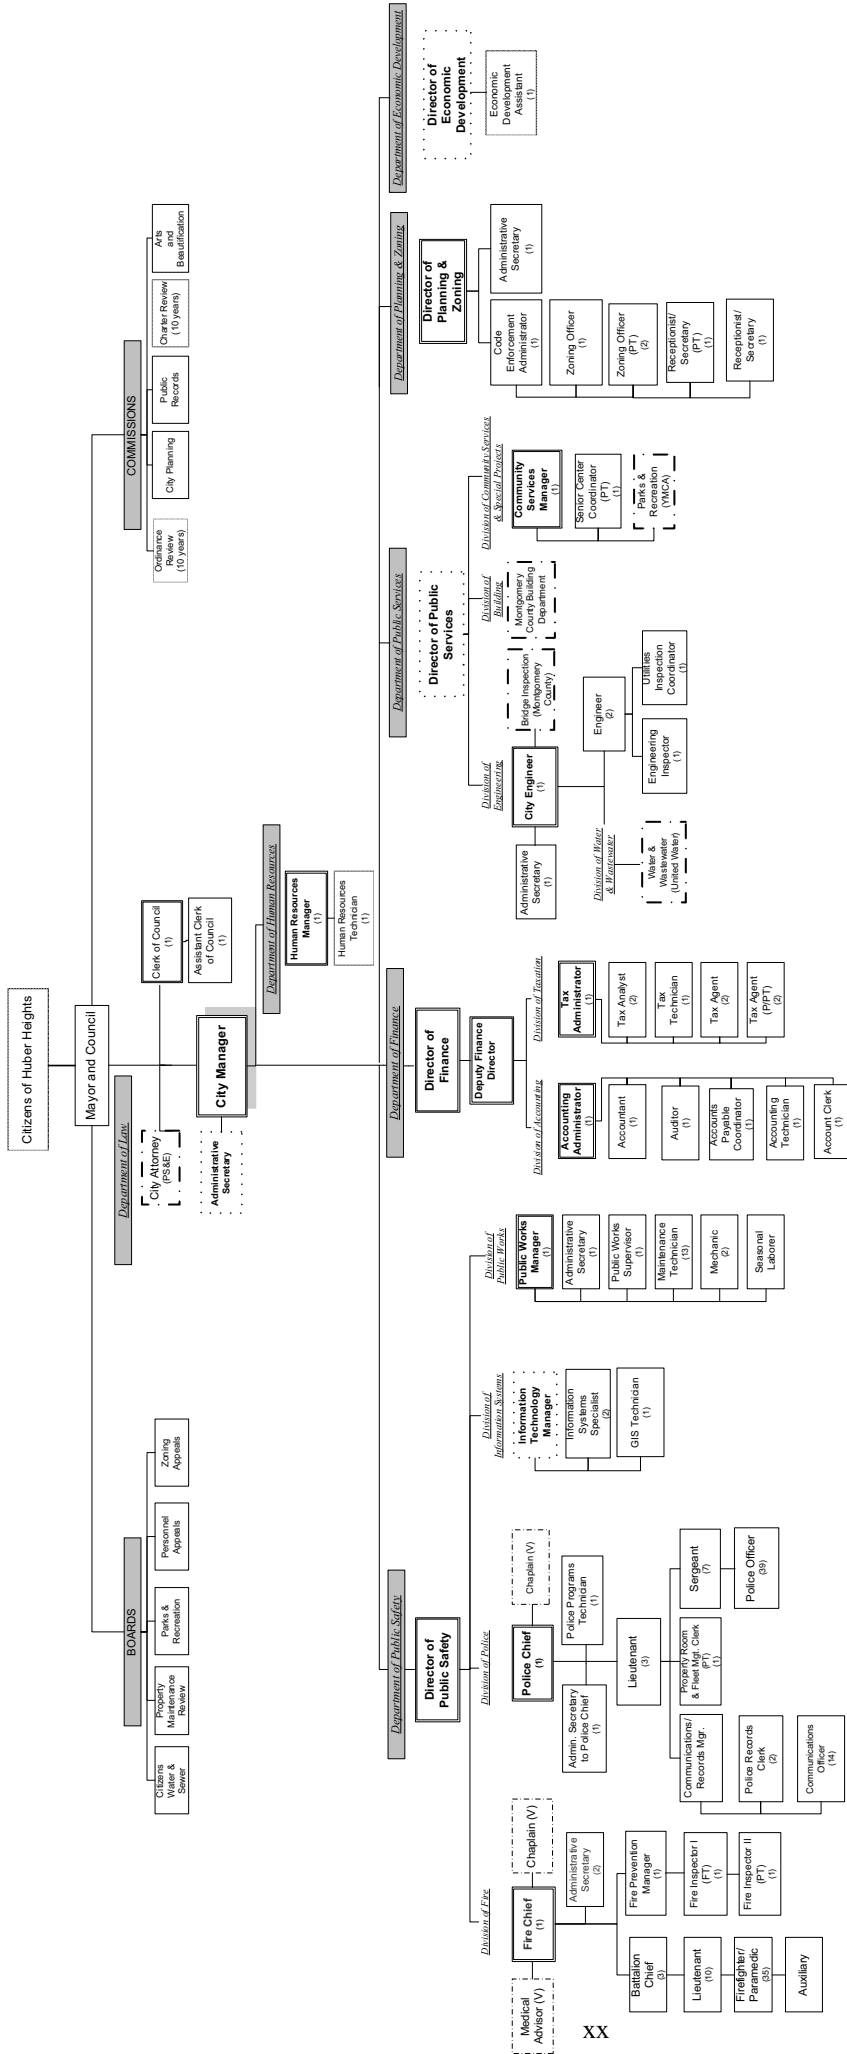 Citizens of Huber Heights
Mayor and Council
BOARDS
Citizens
Water &
Sewer
Property
Maintenance
Review
Parks &
Recreation
Personnel
Appeals
Zoning
Appeals
COMMISSIONS
Ordinance
Review
(10 years)
City Planning
Public
Records
Charter Review
(10 years)
Arts
and
Beautification
Department of Law
City Attorney
(PS&E)
Clerk of Council
(1)
Assistant Clerk
of Council
(1)
City Manager
Administrative
Secretary
Department of Human Resources
Human Resources
Manager
(1)
Human Resources
Technician
(1)
Department of Public Safety
Director of
Public Safety
Division of Fire
Medical
Advisor (V)
Fire Chief
(1)
Chaplain (V)
Administrative
Secretary
(2)
Battalion
Chief
(3)
Lieutenant
(10)
Firefighter/
Paramedic
(35)
Auxiliary
Fire Prevention
Manager
(1)
Fire Inspector I
(FT)
(1)
Fire Inspector II
(PT)
(1)
Division of Police
Police Chief
(1)
Chaplain (V)
Admin. Secretary
to Police Chief
(1)
Police Programs
Technician
(1)
Lieutenant
(3)
Communications/
Records Mgr.
Police Records
Clerk
(2)
Communications
Officer
(14)
Property Room
& Fleet Mgt. Clerk
(PT)
(1)
Sergeant
(7)
Police Officer
(39)
Division of
Information Systems
Information
Technology
Manager
Information
Systems
Specialist
(2)
GIS Technician
(1)
Division of
Public Works
Public Works
Manager
(1)
Administrative
Secretary
(1)
Public Works
Supervisor
(1)
Maintenance
Technician
(13)
Mechanic
(2)
Seasonal
Laborer
Department of Finance
Director of
Finance
Deputy Finance
Director
Division of Accounting
Accounting
Administrator
(1)
Accountant
(1)
Auditor
(1)
Accounts
Payable
Coordinator
(1)
Accounting
Technician
(1)
Account Clerk
(1)
Division of Taxation
Tax
Administrator
(1)
Tax Analyst
(2)
Tax
Technician
(1)
Tax Agent
(2)
Tax Agent
(P/PT)
(2)
Department of Public Services
Director of Public
Services
Division of
Engineering
Administrative
Secretary
(1)
City Engineer
(1)
Bridge Inspection
(Montgomery
County)
Division of Water
& Wastewater
Water &
Wastewater
(United Water)
Engineer
(2)
Engineering
Inspector
(1)
Utilities
Inspection
Coordinator
(1)
Division of
Building
Montgomery
County Building
Department
Division of Community Services
& Special Projects
Community
Services
Manager
(1)
Senior Center
Coordinator
(PT)
(1)
Parks &
Recreation
(YMCA)
Department of Planning & Zoning
Director of
Planning &
Zoning
Code
Enforcement
Administrator
(1)
Administrative
Secretary
(1)
Zoning Officer
(1)
Zoning Officer
(PT)
(2)
Receptionist/
Secretary
(PT)
(1)
Receptionist/
Secretary
(1)
Department of Economic Development
Director of
Economic
Development
Economic
Development
Assistant
(1)
xx